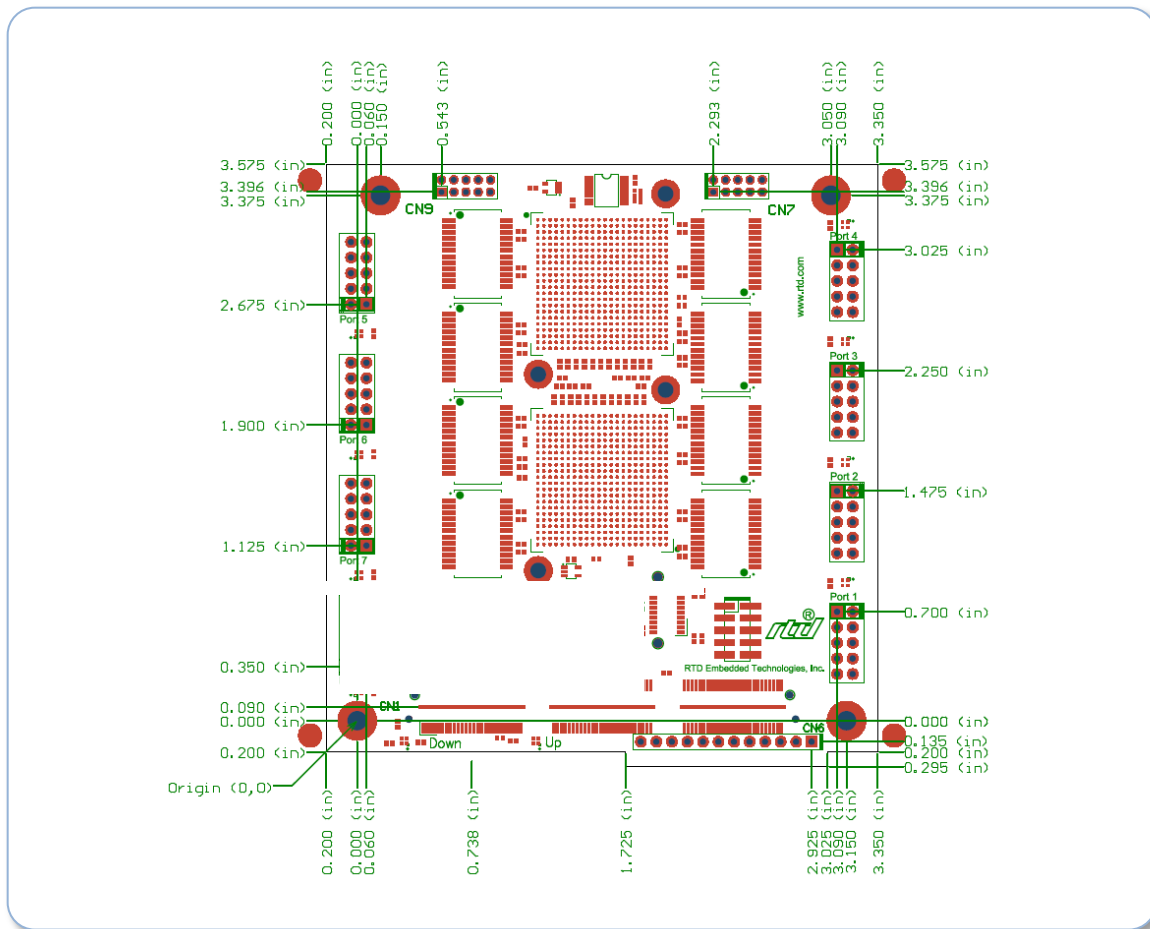 0.200 (in)
0.000 (in)
0.060 (in)
0.150 (in)
0.543 (in)
2.293 (in)
3.050 (in)
3.090 (in)
3.350 (in)
3.575 (in)
3.396 (in)
3.375 (in)
3.575 (in)
3.396 (in)
3.375 (in)
CN9
CN7
Port 4
3.025 (in)
www.rtd.com
2.675 (in)
Port 5
Port 3
2.250 (in)
1.900 (in)
Port 6
Port 2
1.475 (in)
1.125 (in)
Port 7
Port 1
0.700 (in)
rtd®
0.350 (in)
RTD Embedded Technologies, Inc.
0.090 (in)
CN1
0.000 (in)
0.000 (in)
CN6
Down
Up
0.135 (in)
0.200 (in)
0.200 (in)
0.295 (in)
Origin (0,0)
0.200 (in)
0.000 (in)
0.060 (in)
0.738 (in)
1.725 (in)
2.925 (in)
3.025 (in)
3.090 (in)
3.150 (in)
3.350 (in)